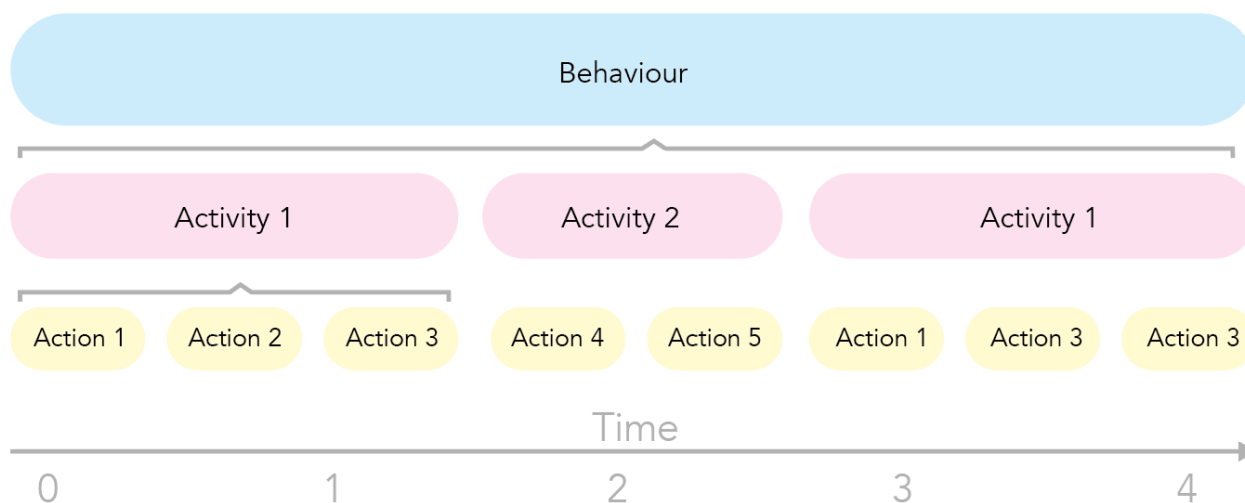 Behaviour
Activity 1 Activity 2 Activity 1
Action 1 Action 2 Action 3 Action 4 Action 5 Action 1 Action 3 Action 3
Time
0 1 2 3 4